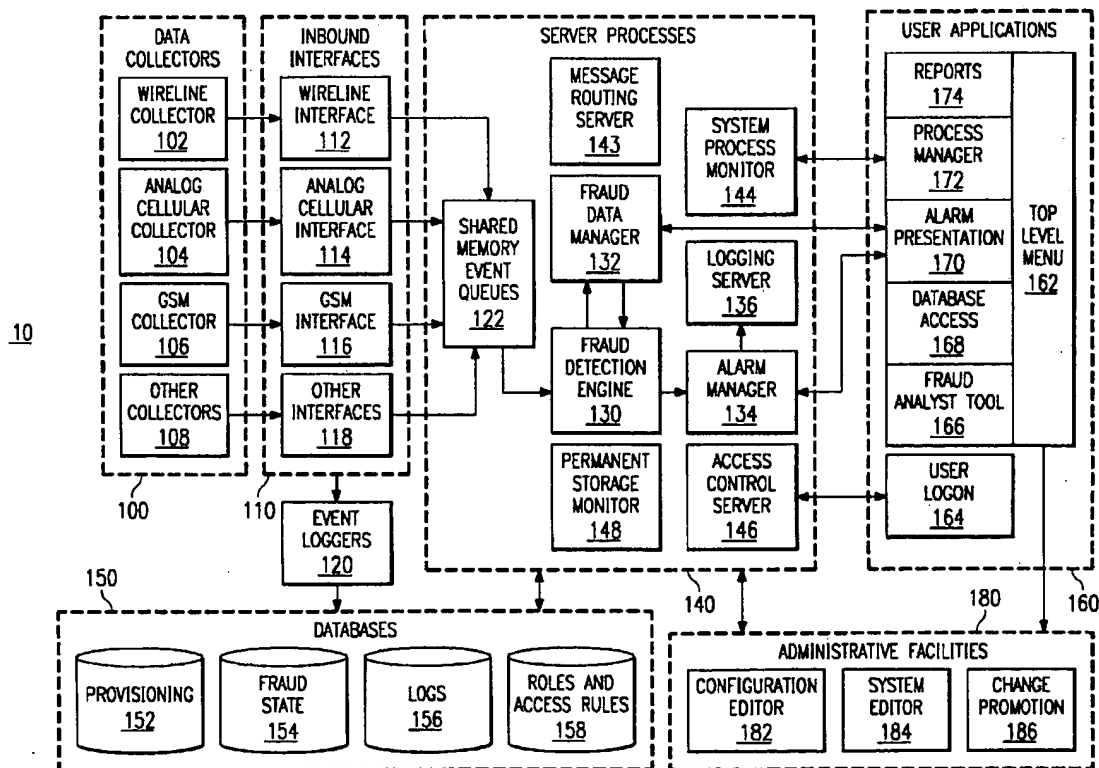 10
DATA
COLLECTORS
WIRELINE
COLLECTOR
102
ANALOG
CELLULAR
COLLECTOR
104
GSM
COLLECTOR
106
OTHER
COLLECTORS
108
100
INBOUND
INTERFACES
WIRELINE
INTERFACE
112
ANALOG
CELLULAR
INTERFACE
114
GSM
INTERFACE
116
OTHER
INTERFACES
118
110
EVENT
LOGGERS
120
SERVER PROCESSES
SHARED
MEMORY
EVENT
QUEUES
122
MESSAGE
ROUTING
SERVER
143
FRAUD
DATA
MANAGER
132
FRAUD
DETECTION
ENGINE
130
PERMANENT
STORAGE
MONITOR
148
SYSTEM
PROCESS
MONITOR
144
LOGGING
SERVER
136
ALARM
MANAGER
134
ACCESS
CONTROL
SERVER
146
140
USER APPLICATIONS
REPORTS
174
PROCESS
MANAGER
172
ALARM
PRESENTATION
170
DATABASE
ACCESS
168
FRAUD
ANALYST TOOL
166
TOP
LEVEL
MENU
162
USER
LOGON
164
160
150
DATABASES
PROVISIONING
152
FRAUD
STATE
154
LOGS
156
ROLES AND
ACCESS RULES
158
180
ADMINISTRATIVE FACILITIES
CONFIGURATION
EDITOR
182
SYSTEM
EDITOR
184
CHANGE
PROMOTION
186